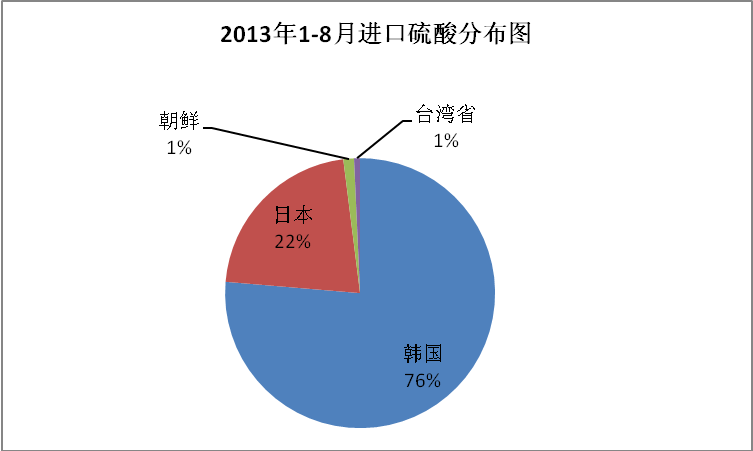 2013年1-8月进口硫酸分布图
朝鲜
1%
台湾省
1%
日本
22%
韩国
76%